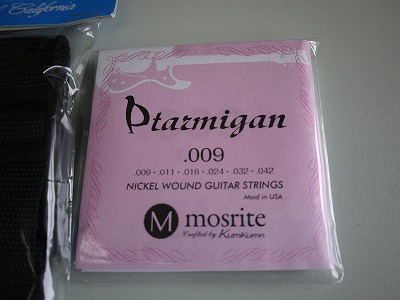 California
Ptarmigan
.009
.009・.011・.016・.024・.032・.042
NICKEL WOUND GUITAR STRINGS
Maid in USA
M mosrite
Crafted by KuroKumo